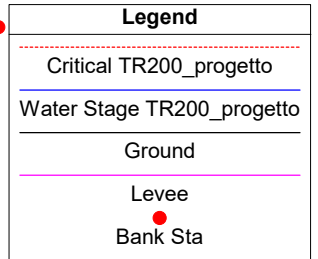 Legend
Critical TR200_progetto
Water Stage TR200_progetto
Ground
Levee
Bank Sta